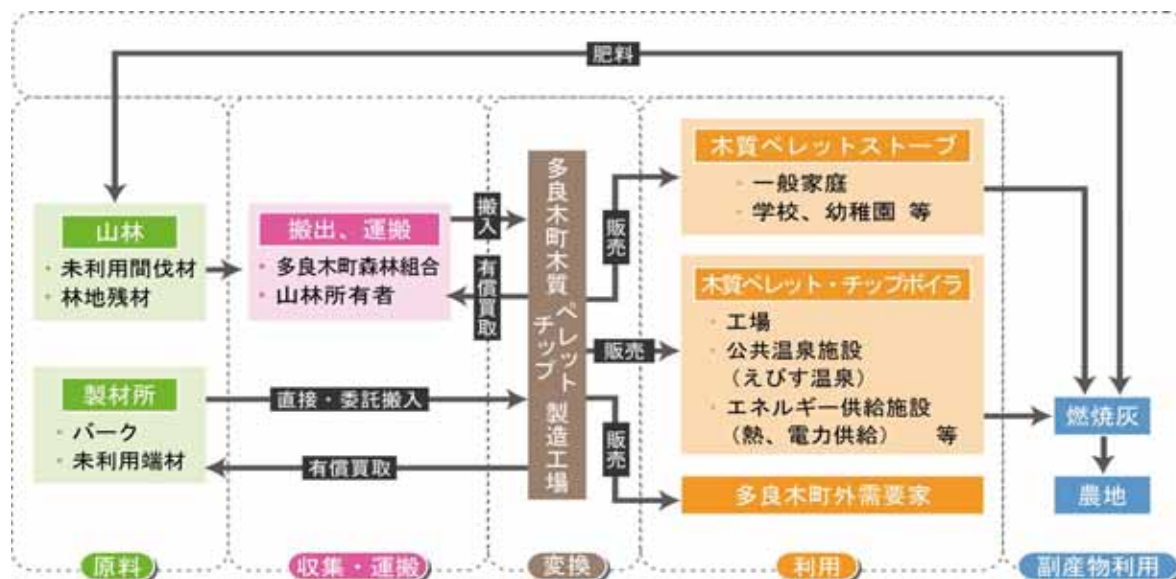 肥料
山林
・未利用間伐材
・林地残材
製材所
・バーク
・未利用端材
搬出、運搬
・多良木町森林組合
・山林所有者
搬入
有償買取
直接・委託搬入
有償買取
多良木町木質
ペレット
チップ
製造工場
販売
販売
販売
木質ペレットストーブ
・一般家庭
・学校、幼稚園 等
木質ペレット・チップボイラ
・工場
・公共温泉施設
(えびす温泉)
・エネルギー供給施設
(熱、電力供給) 等
多良木町外需要家
燃焼灰
農地
原料
収集・運搬
変換
利用
副産物利用